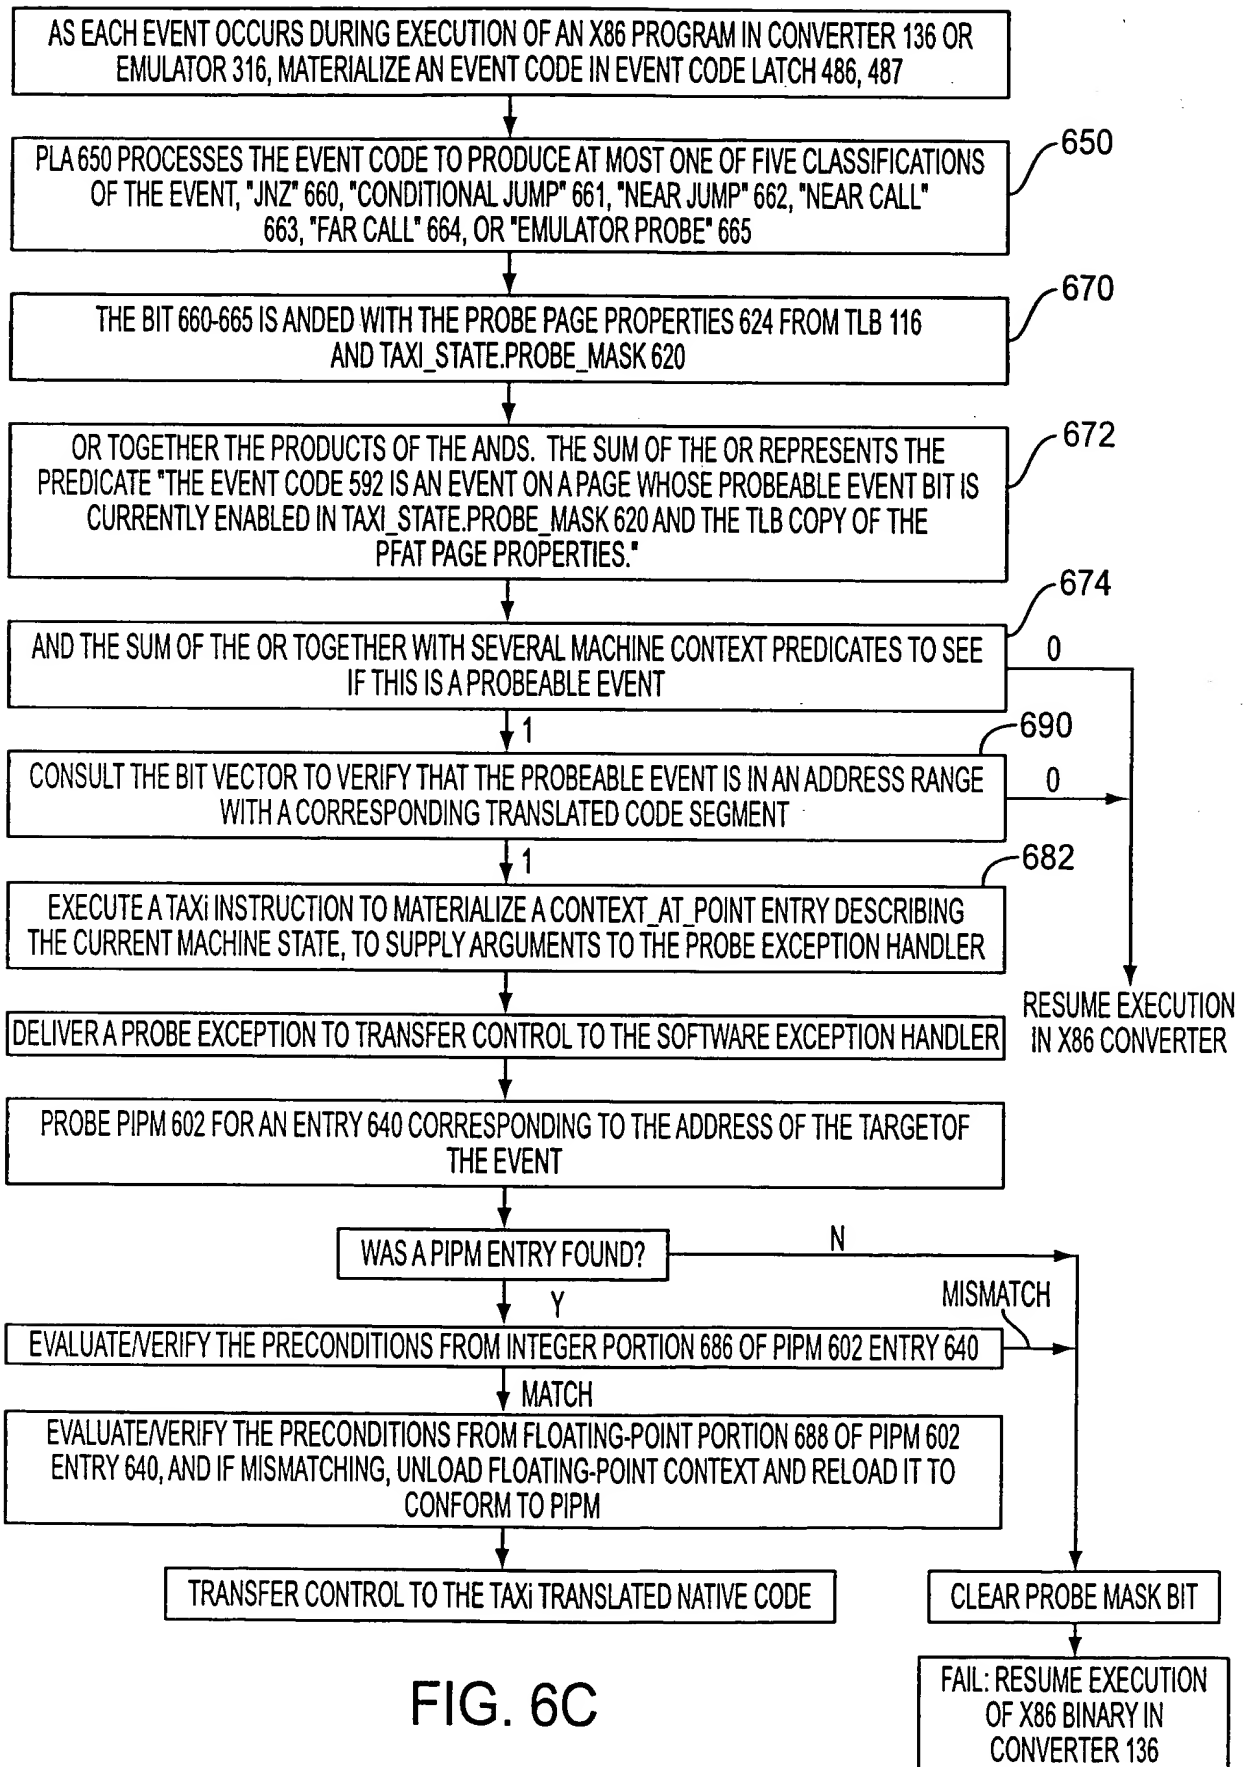 AS EACH EVENT OCCURS DURING EXECUTION OF AN X86 PROGRAM IN CONVERTER 136 OR
EMULATOR 316, MATERIALIZE AN EVENT CODE IN EVENT CODE LATCH 486, 487
650
PLA 650 PROCESSES THE EVENT CODE TO PRODUCE AT MOST ONE OF FIVE CLASSIFICATIONS
OF THE EVENT, "JNZ" 660, "CONDITIONAL JUMP" 661, "NEAR JUMP" 662, "NEAR CALL"
663, "FAR CALL" 664, OR "EMULATOR PROBE" 665
670
THE BIT 660-665 IS ANDED WITH THE PROBE PAGE PROPERTIES 624 FROM TLB 116
AND TAXI_STATE.PROBE_MASK 620
672
OR TOGETHER THE PRODUCTS OF THE ANDS. THE SUM OF THE OR REPRESENTS THE
PREDICATE "THE EVENT CODE 592 IS AN EVENT ON A PAGE WHOSE PROBEABLE EVENT BIT IS
CURRENTLY ENABLED IN TAXI_STATE.PROBE_MASK 620 AND THE TLB COPY OF THE
PFAT PAGE PROPERTIES."
674
AND THE SUM OF THE OR TOGETHER WITH SEVERAL MACHINE CONTEXT PREDICATES TO SEE
IF THIS IS A PROBEABLE EVENT
0
1
690
CONSULT THE BIT VECTOR TO VERIFY THAT THE PROBEABLE EVENT IS IN AN ADDRESS RANGE
WITH A CORRESPONDING TRANSLATED CODE SEGMENT
0
1
682
EXECUTE A TAXi INSTRUCTION TO MATERIALIZE A CONTEXT_AT_POINT ENTRY DESCRIBING
THE CURRENT MACHINE STATE, TO SUPPLY ARGUMENTS TO THE PROBE EXCEPTION HANDLER
RESUME EXECUTION
IN X86 CONVERTER
DELIVER A PROBE EXCEPTION TO TRANSFER CONTROL TO THE SOFTWARE EXCEPTION HANDLER
PROBE PIPM 602 FOR AN ENTRY 640 CORRESPONDING TO THE ADDRESS OF THE TARGETOF
THE EVENT
WAS A PIPM ENTRY FOUND?
N
Y
MISMATCH
EVALUATE/VERIFY THE PRECONDITIONS FROM INTEGER PORTION 686 OF PIPM 602 ENTRY 640
MATCH
EVALUATE/VERIFY THE PRECONDITIONS FROM FLOATING-POINT PORTION 688 OF PIPM 602
ENTRY 640, AND IF MISMATCHING, UNLOAD FLOATING-POINT CONTEXT AND RELOAD IT TO
CONFORM TO PIPM
TRANSFER CONTROL TO THE TAXi TRANSLATED NATIVE CODE
CLEAR PROBE MASK BIT
FAIL: RESUME EXECUTION
OF X86 BINARY IN
CONVERTER 136
FIG. 6C